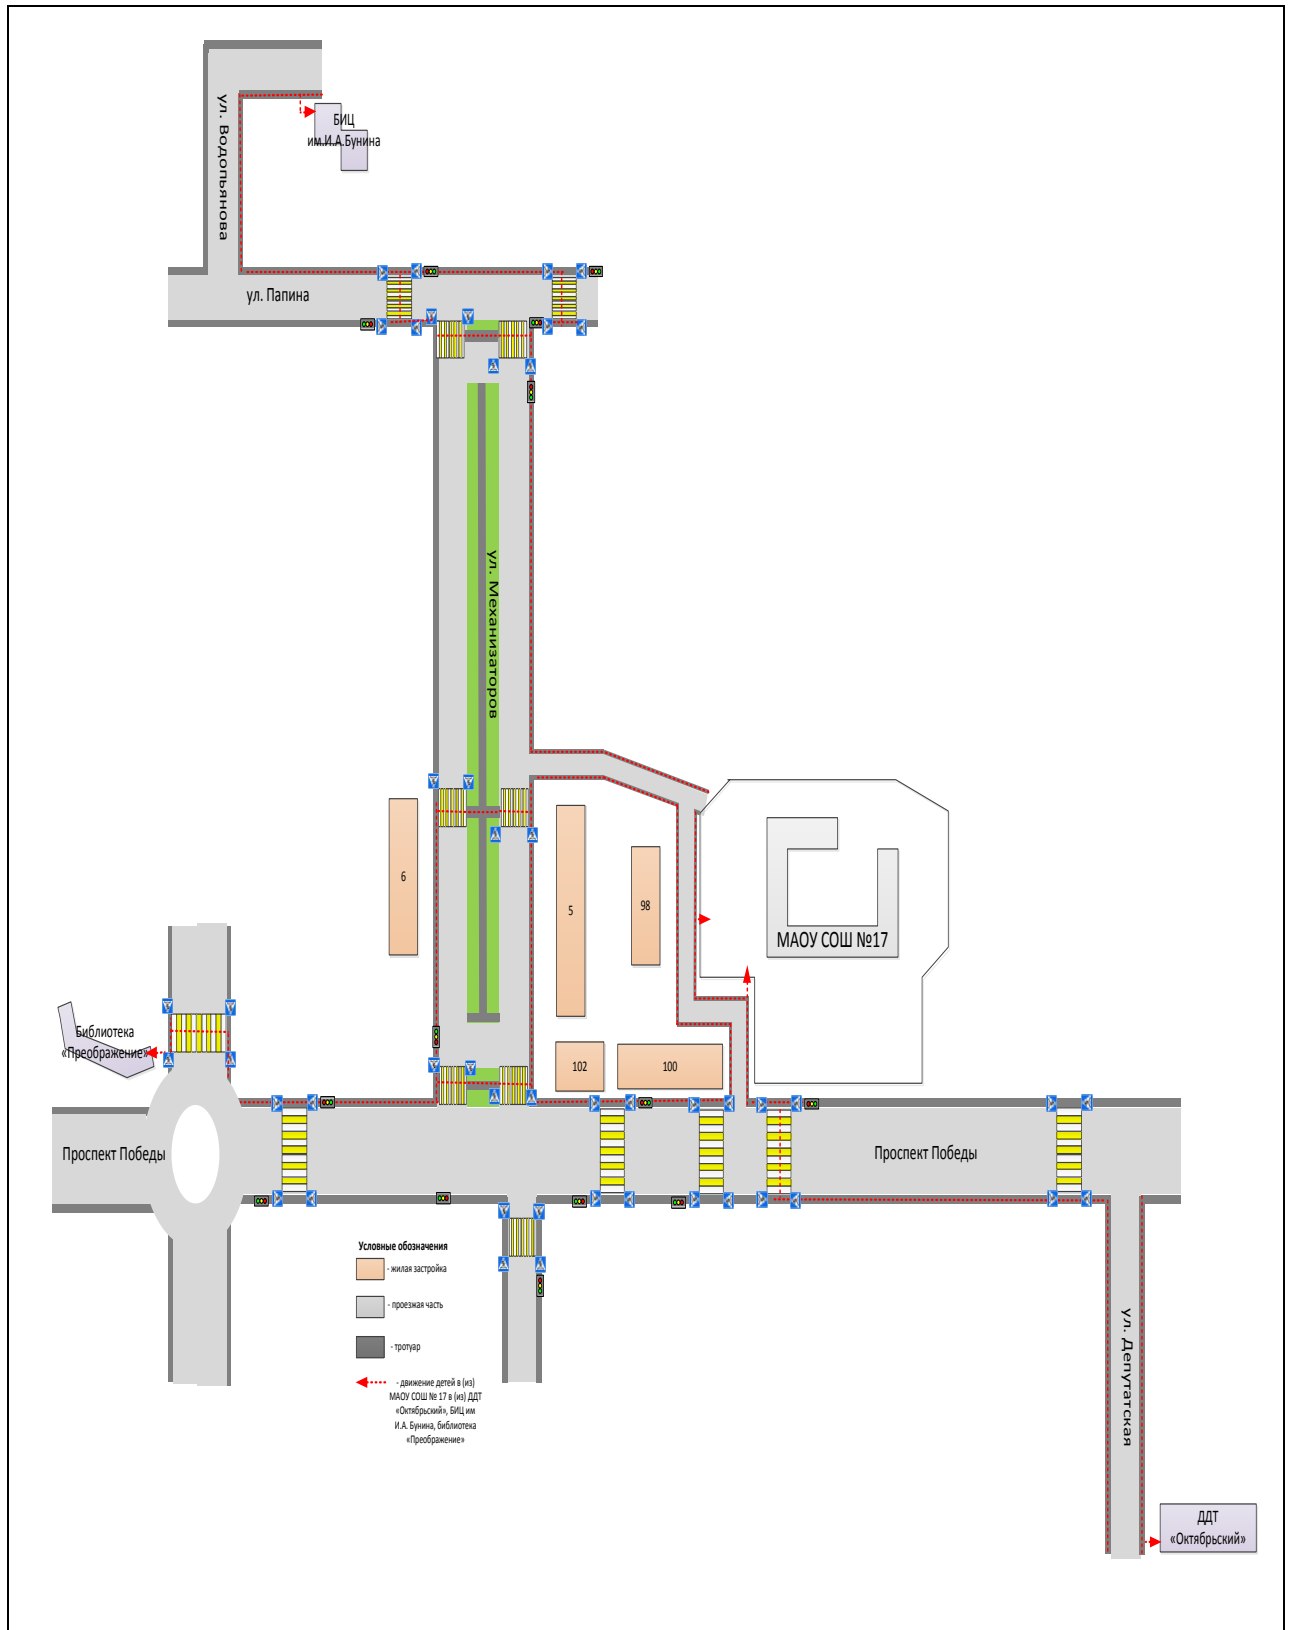 ул. Водопьянова
БИЦ
им.И.А.Бунина
ул. Папина
ул. Механизаторов
6
5
98
МАОУ СОШ №17
Библиотека
«Преображение»
102
100
Проспект Победы
Проспект Победы
Условные обозначения
- жилая застройка
- проезжая часть
- тротуар
- движение детей в (из)
МАОУ СОШ № 17 в (из) ДДТ
«Октябрьский», БИЦ им
И.А. Бунина, библиотека
«Преображение»
ул. Депутатская
ДДТ
«Октябрьский»